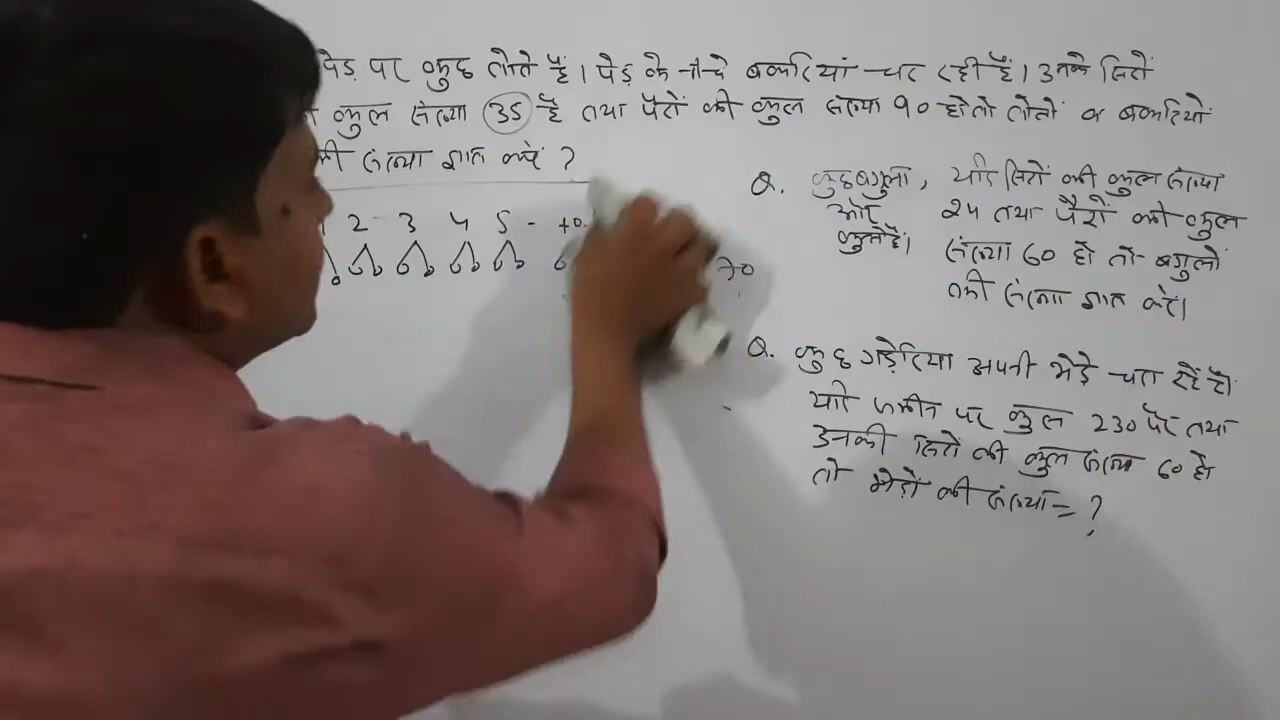 पेड़ पर कुछ तोते हैं। पेड़ के नीचे बकरियां चर रही हैं। उनके सिरों
कुल संख्या 35 है तथा पैरों की कुल संख्या 90 हो तो तोतों व बकरियों
की संख्या ज्ञात करें ?
1 2 3 4 5 -
70
Q. कुछ बगुला, यदि सिरों की कुल संख्या
और 24 तथा पैरों की कुल
कुत्ते हैं। संख्या 60 हो तो बगुलों
की संख्या ज्ञात करें।
Q. कुछ गड़ेरिया अपनी भेड़े चरा रहें हैं।
यदि जमीन पर कुल 230 पैर तथा
उनकी सिरों की कुल संख्या 60 हो
तो भेड़ों की संख्या = ?